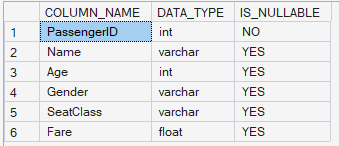 COLUMN_NAME DATA_TYPE IS_NULLABLE
1 PassengerID int NO
2 Name varchar YES
3 Age int YES
4 Gender varchar YES
5 SeatClass varchar YES
6 Fare float YES